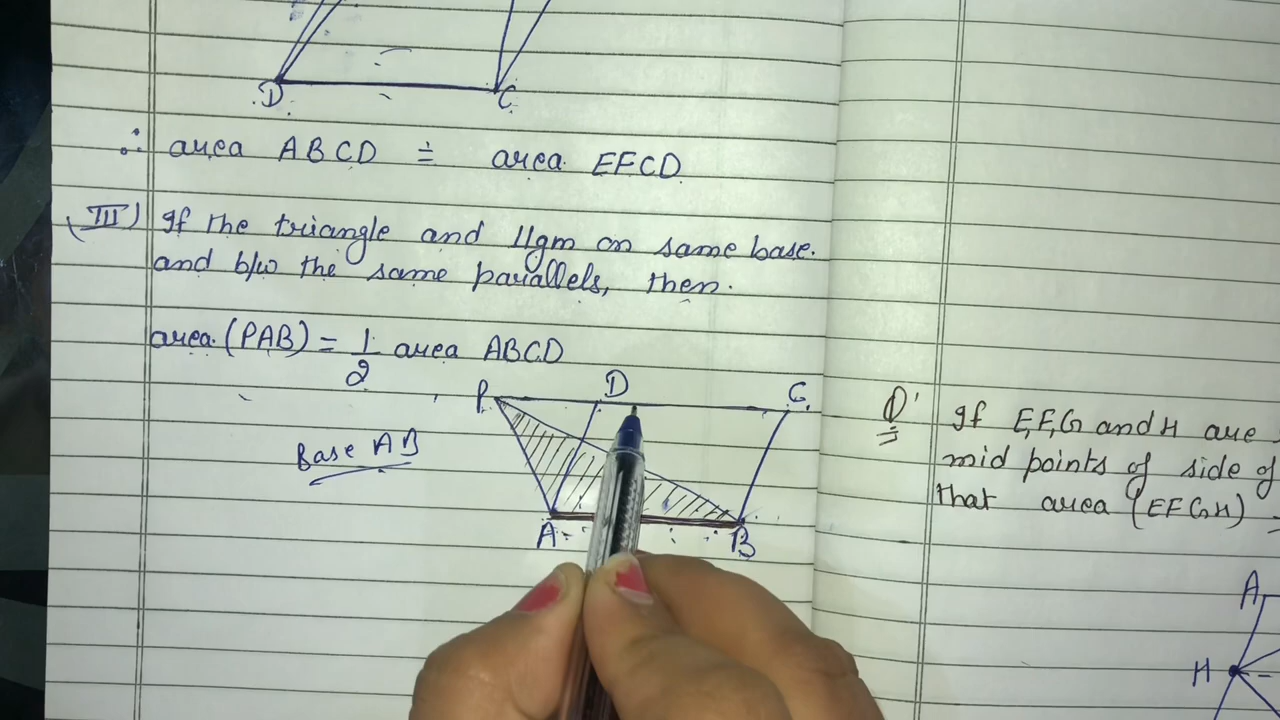 D C
∴ area ABCD = area EFCD
(III) If the triangle and ||gm on same base.
and b/w the same parallels, then.
area (PAB) = 1/2 area ABCD
P D C
Base AB
A B
Q' If E,F,G and H are
mid points of side of
that area (EFGH) =
A
H